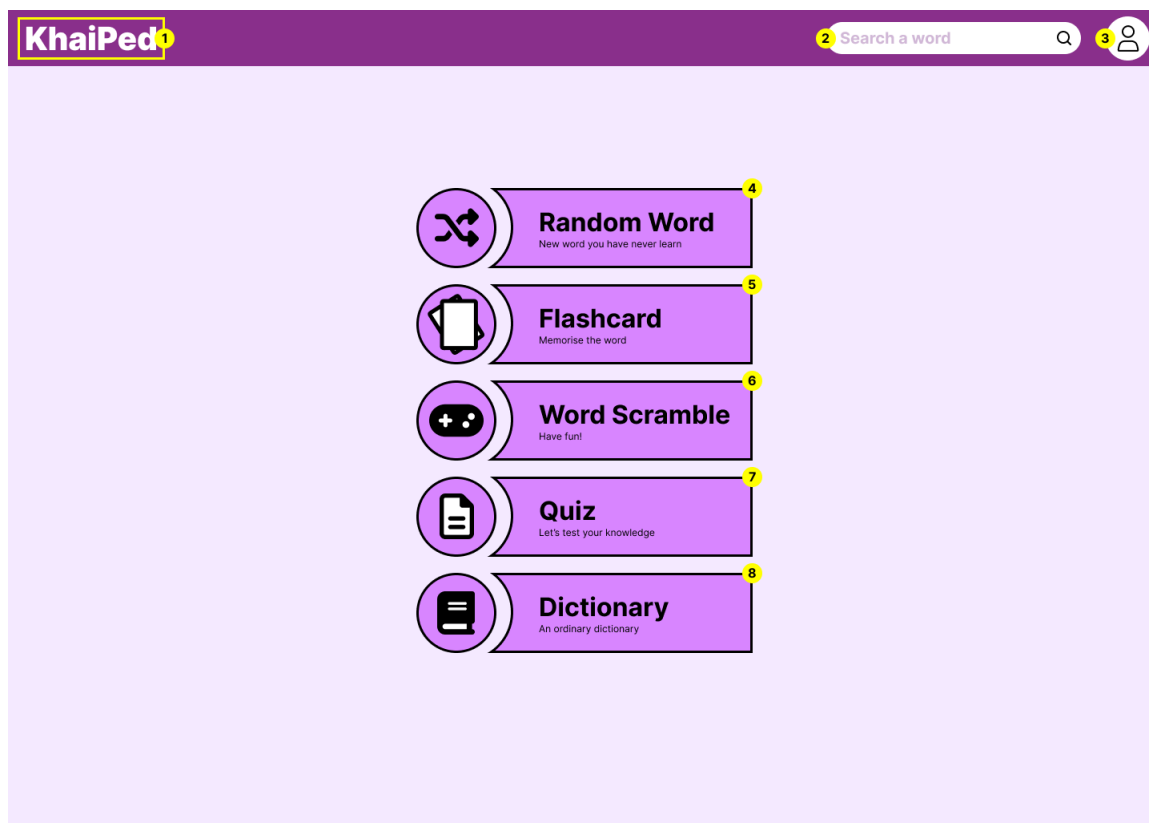 KhaiPed 1
2 Search a word 3
4
Random Word
New word you have never learn
5
Flashcard
Memorise the word
6
Word Scramble
Have fun!
7
Quiz
Let's test your knowledge
8
Dictionary
An ordinary dictionary